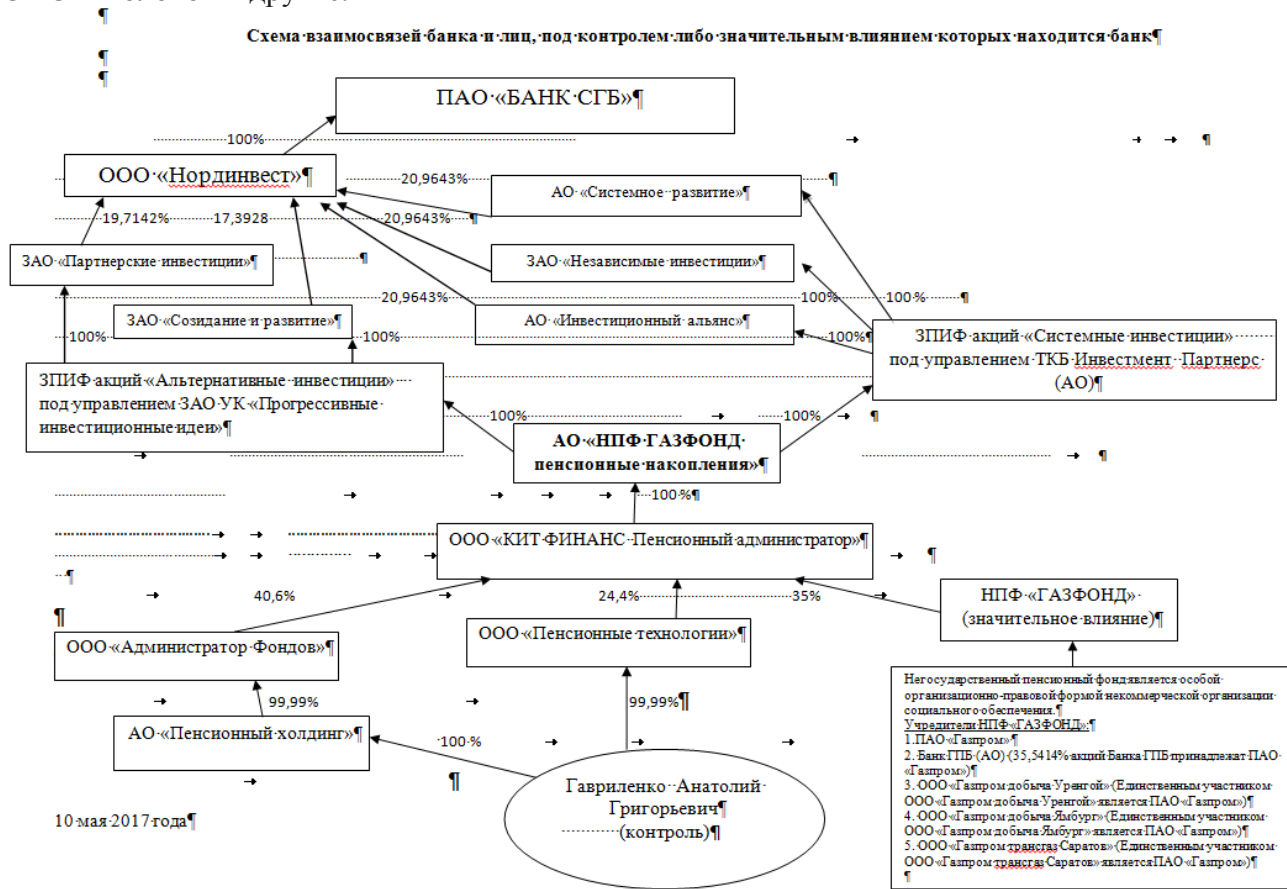 Схема взаимосвязей банка и лиц, под контролем либо значительным влиянием которых находится банк¶
ПАО «БАНК СГБ»¶
100%
ООО «Нординвест»¶
20,9643%
АО «Системное развитие»¶
19,7142%
17,3928
20,9643%
ЗАО «Партнерские инвестиции»¶
ЗАО «Независимые инвестиции»¶
20,9643%
100%
100 %
ЗАО «Созидание и развитие»¶
АО «Инвестиционный альянс»¶
100%
100%
100%
ЗПИФ акций «Системные инвестиции»
под управлением ТКБ Инвестмент Партнерс
(АО)¶
ЗПИФ акций «Альтернативные инвестиции»
под управлением ЗАО УК «Прогрессивные
инвестиционные идеи»¶
100%
100%
АО «НПФ ГАЗФОНД
пенсионные накопления»¶
100 %¶
ООО «КИТ ФИНАНС Пенсионный администратор»¶
40,6%
24,4%
35%
НПФ «ГАЗФОНД»
(значительное влияние)¶
ООО «Администратор Фондов»¶
ООО «Пенсионные технологии»¶
99,99%
99,99%¶
АО «Пенсионный холдинг»¶
100 %
Гавриленко Анатолий
Григорьевич¶
(контроль)¶
Негосударственный пенсионный фонд является особой
организационно-правовой формой некоммерческой организации
социального обеспечения.¶
Учредители НПФ «ГАЗФОНД»:¶
1.ПАО «Газпром»¶
2. Банк ГПБ (АО) (35,5414% акций Банка ГПБ принадлежат ПАО
«Газпром»)¶
3. ООО «Газпром добыча Уренгой» (Единственным участником
ООО «Газпром добыча Уренгой» является ПАО «Газпром»)¶
4. ООО «Газпром добыча Ямбург» (Единственным участником
ООО «Газпром добыча Ямбург» является ПАО «Газпром»)¶
5. ООО «Газпром трансгаз Саратов» (Единственным участником
ООО «Газпром трансгаз Саратов» является ПАО «Газпром»)¶
10 мая 2017 года¶